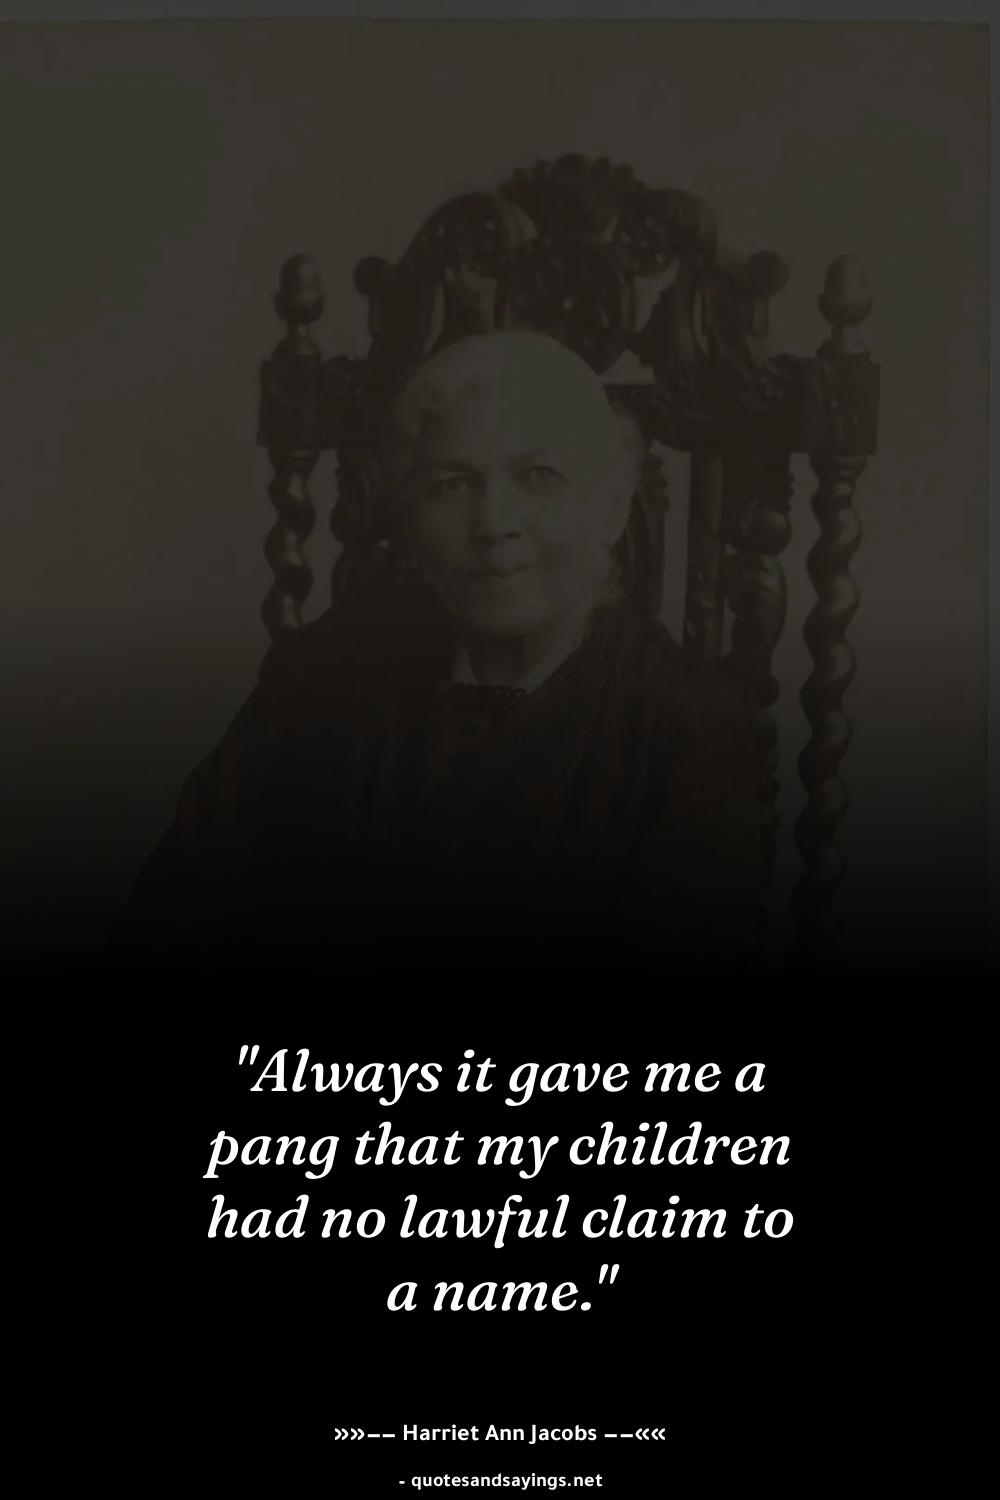 "Always it gave me a
pang that my children
had no lawful claim to
a name."
»»−− Harriet Ann Jacobs −−««
- quotesandsayings.net